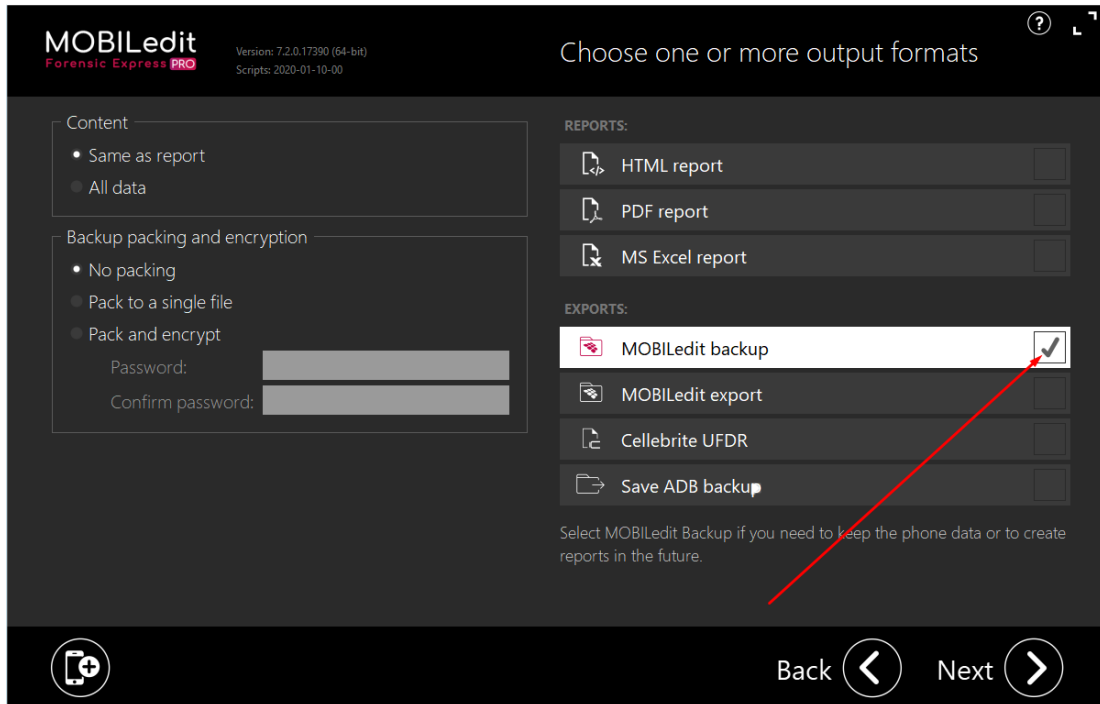 MOBILedit
Forensic Express PRO
Version: 7.2.0.17390 (64-bit)
Scripts: 2020-01-10-00
Choose one or more output formats
?
Content
Same as report
All data
Backup packing and encryption
No packing
Pack to a single file
Pack and encrypt
Password:
Confirm password:
REPORTS:
HTML report
PDF report
MS Excel report
EXPORTS:
MOBILedit backup
MOBILedit export
Cellebrite UFDR
Save ADB backup
Select MOBILedit Backup if you need to keep the phone data or to create
reports in the future.
Back
Next